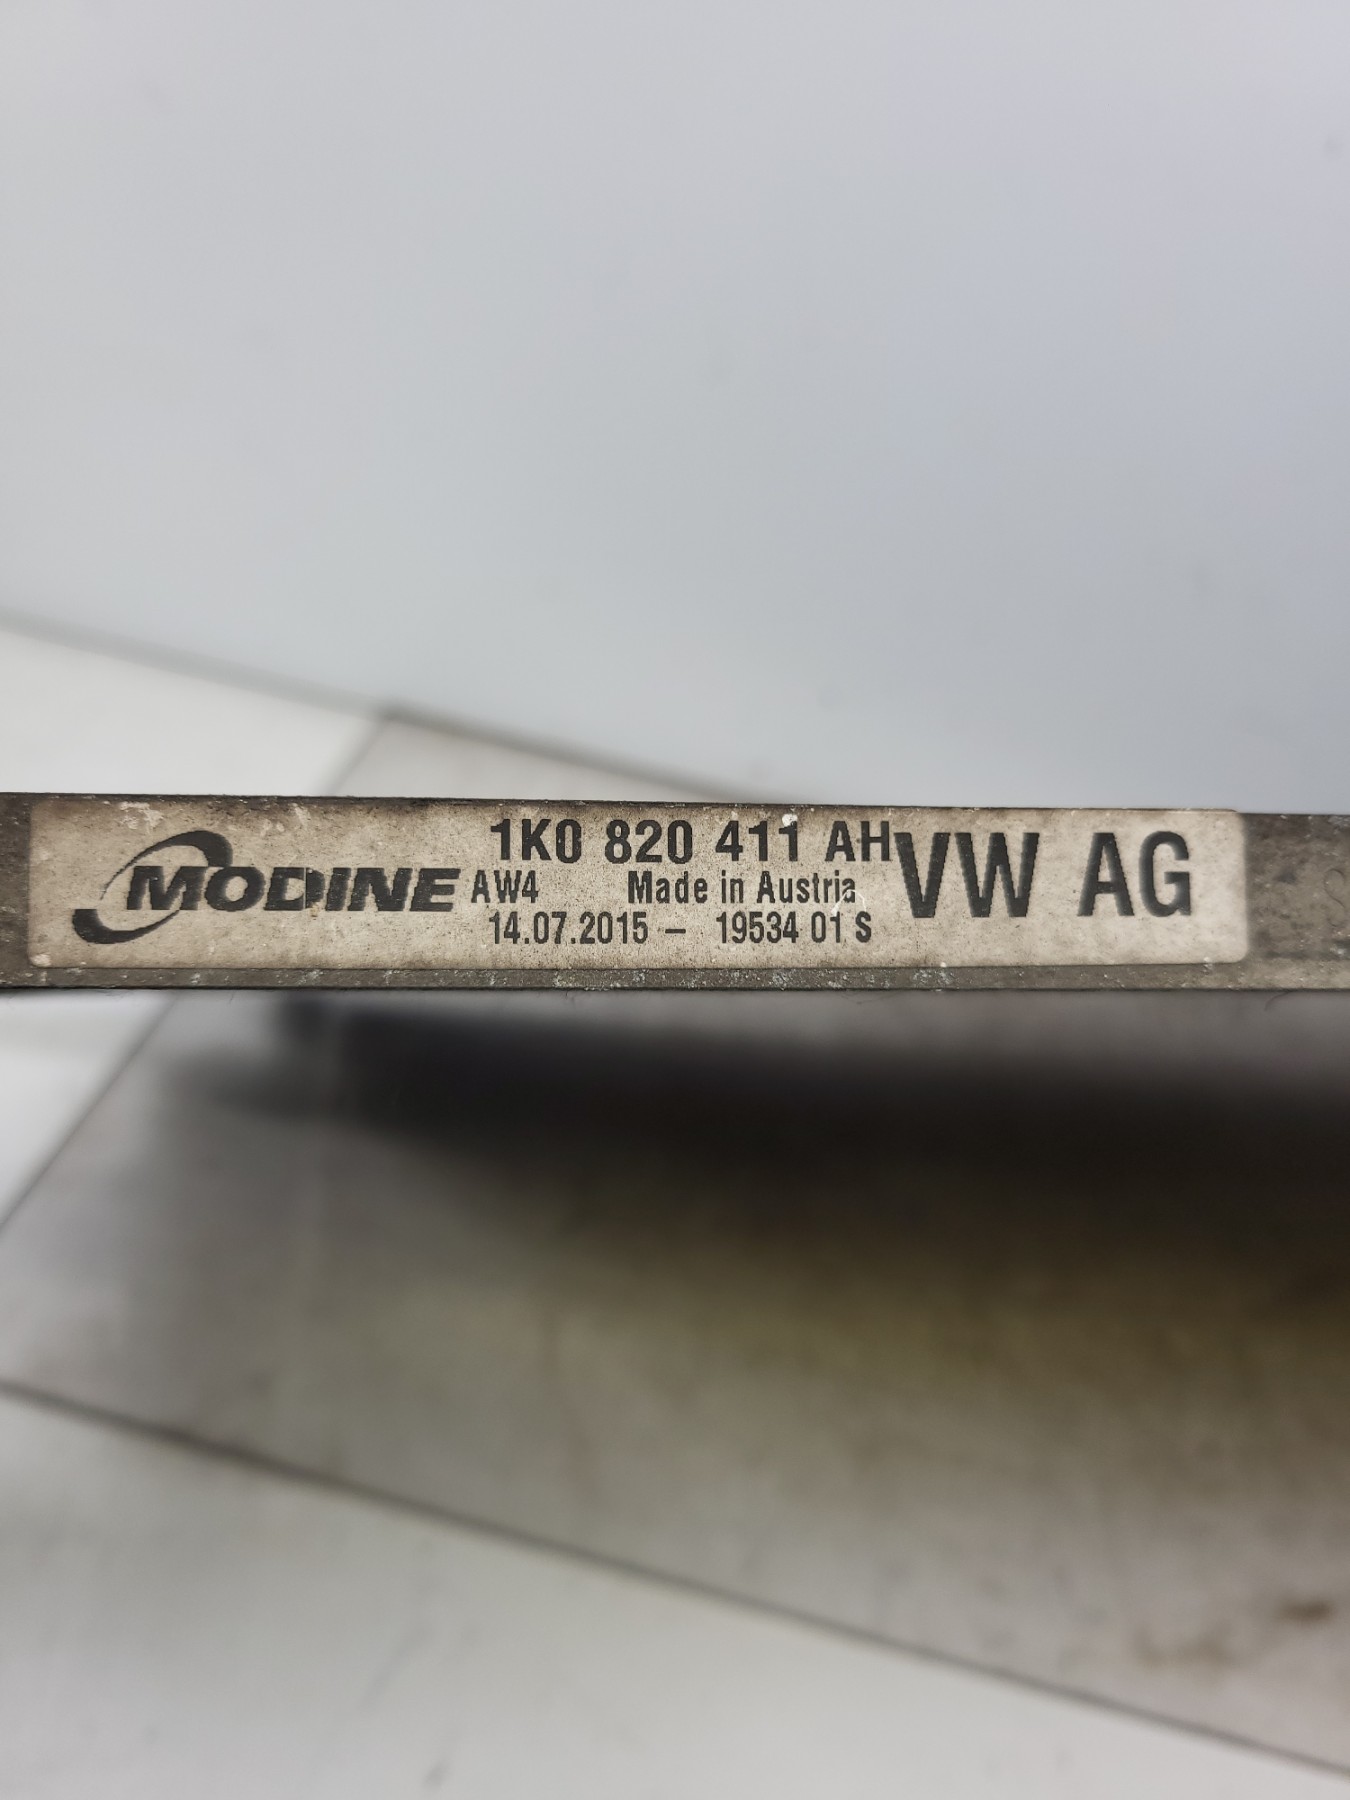 MODINE
1K0 820 411 AH
AW4 Made in Austria
14.07.2015 – 19534 01 S
VW AG